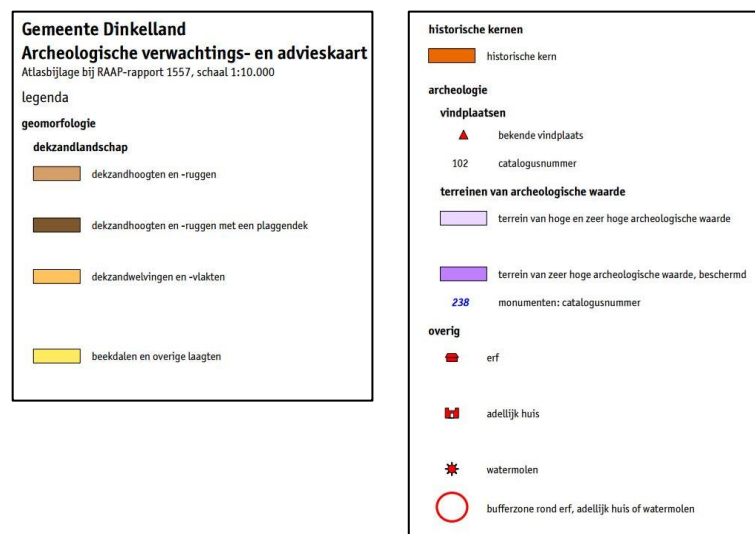 Gemeente Dinkelland
Archeologische verwachtings- en advieskaart
Atlasbijlage bij RAAP-rapport 1557, schaal 1:10.000
legenda
geomorfologie
dekzandlandschap
dekzandhoogten en -ruggen
dekzandhoogten en -ruggen met een plaggendek
dekzandwelvingen en -vlakten
beekdalen en overige laagten
historische kernen
historische kern
archeologie
vindplaatsen
bekende vindplaats
102 catalogusnummer
terreinen van archeologische waarde
terrein van hoge en zeer hoge archeologische waarde
terrein van zeer hoge archeologische waarde, beschermd
238 monumenten: catalogusnummer
overig
erf
adellijk huis
watermolen
bufferzone rond erf, adellijk huis of watermolen